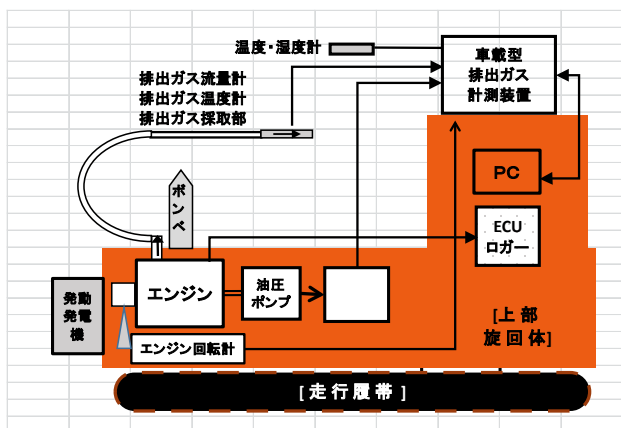 温度・湿度計
車載型
排出ガス
計測装置
排出ガス流量計
排出ガス温度計
排出ガス採取部
ボンベ
PC
ECU
ロガー
エンジン
油圧
ポンプ
発動
発電
機
エンジン回転計
[上部
旋回体]
[走行履帯]